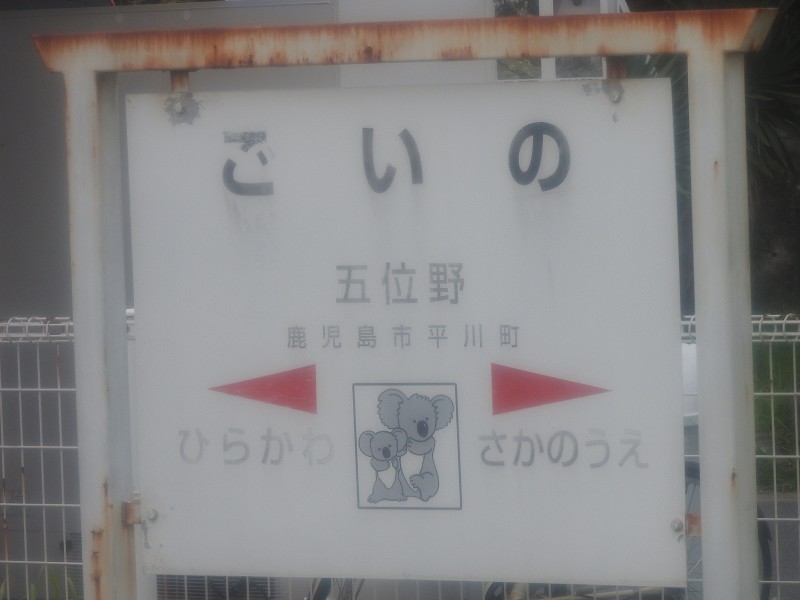 ごいの
五位野
鹿児島市平川町
ひらかわ さかのうえ